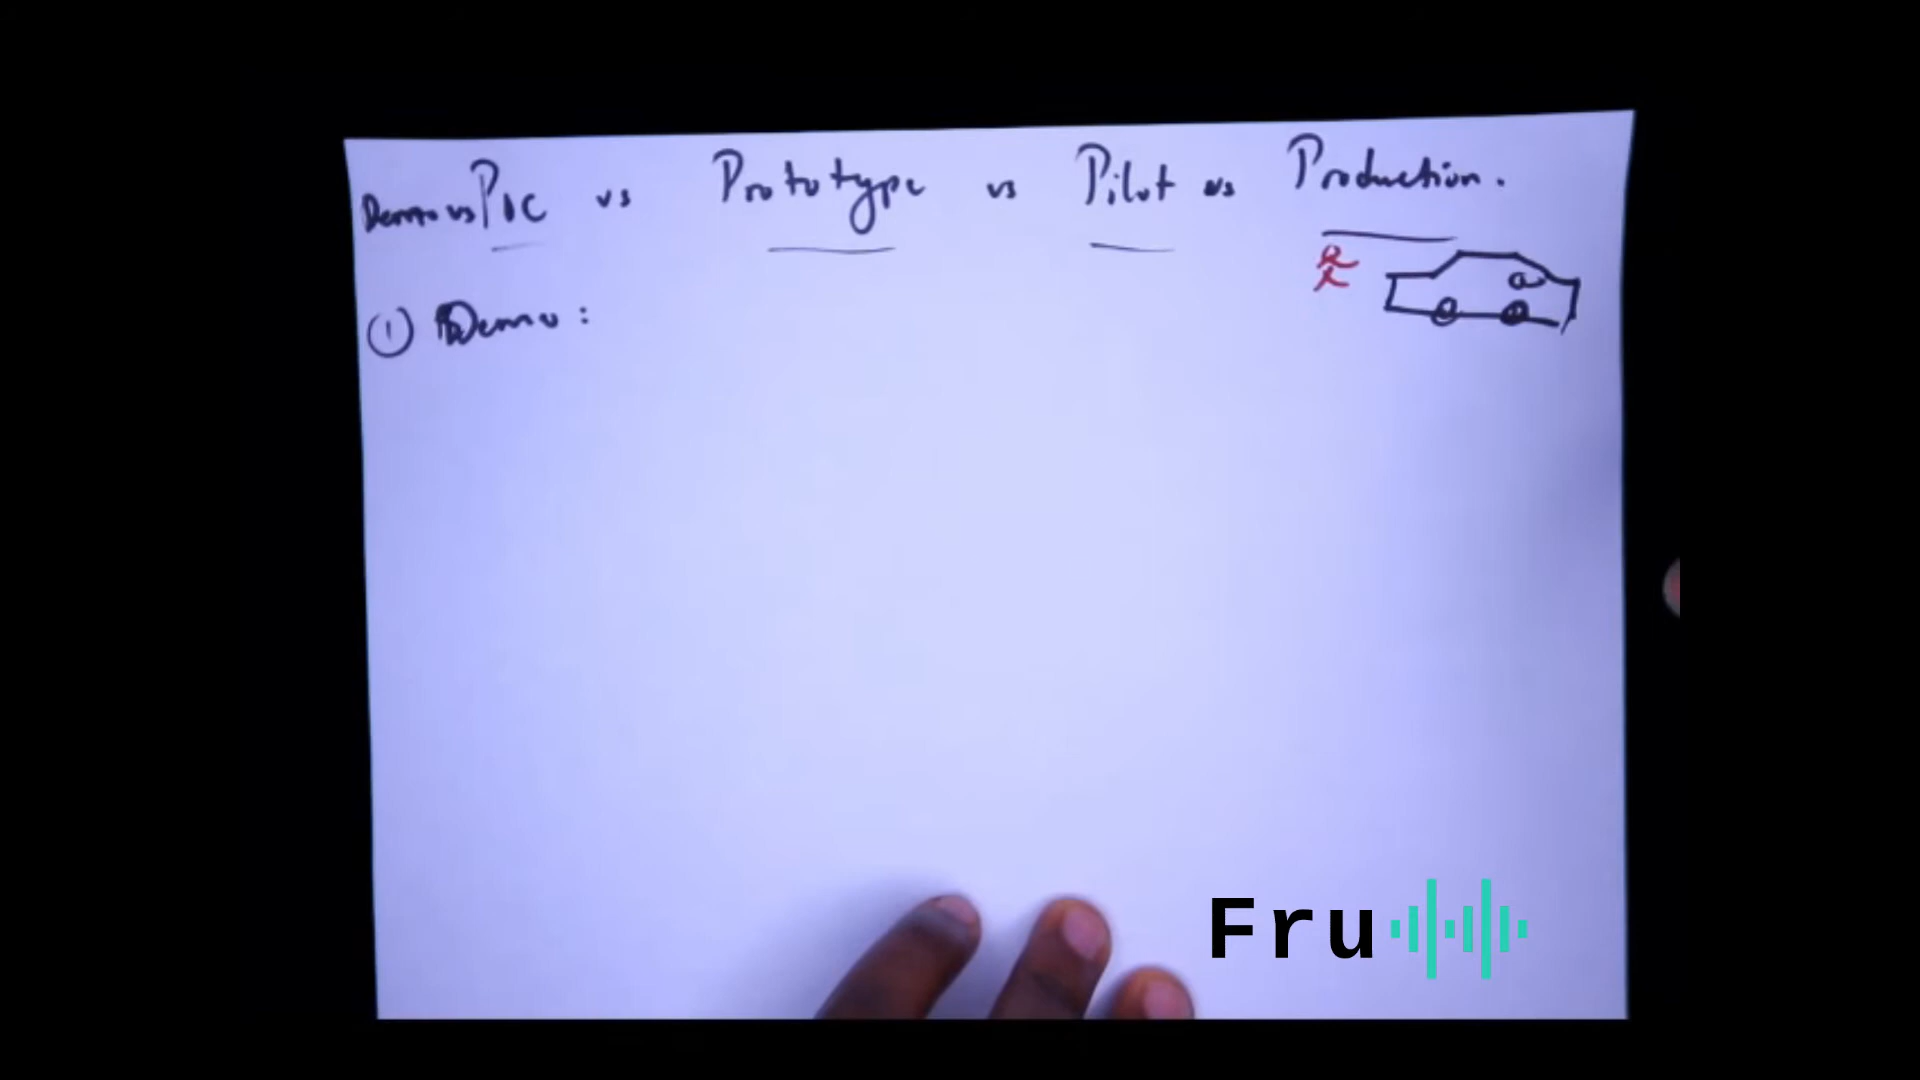 Demo vs PoC vs Prototype vs Pilot vs Production.
① Demo :
Fru